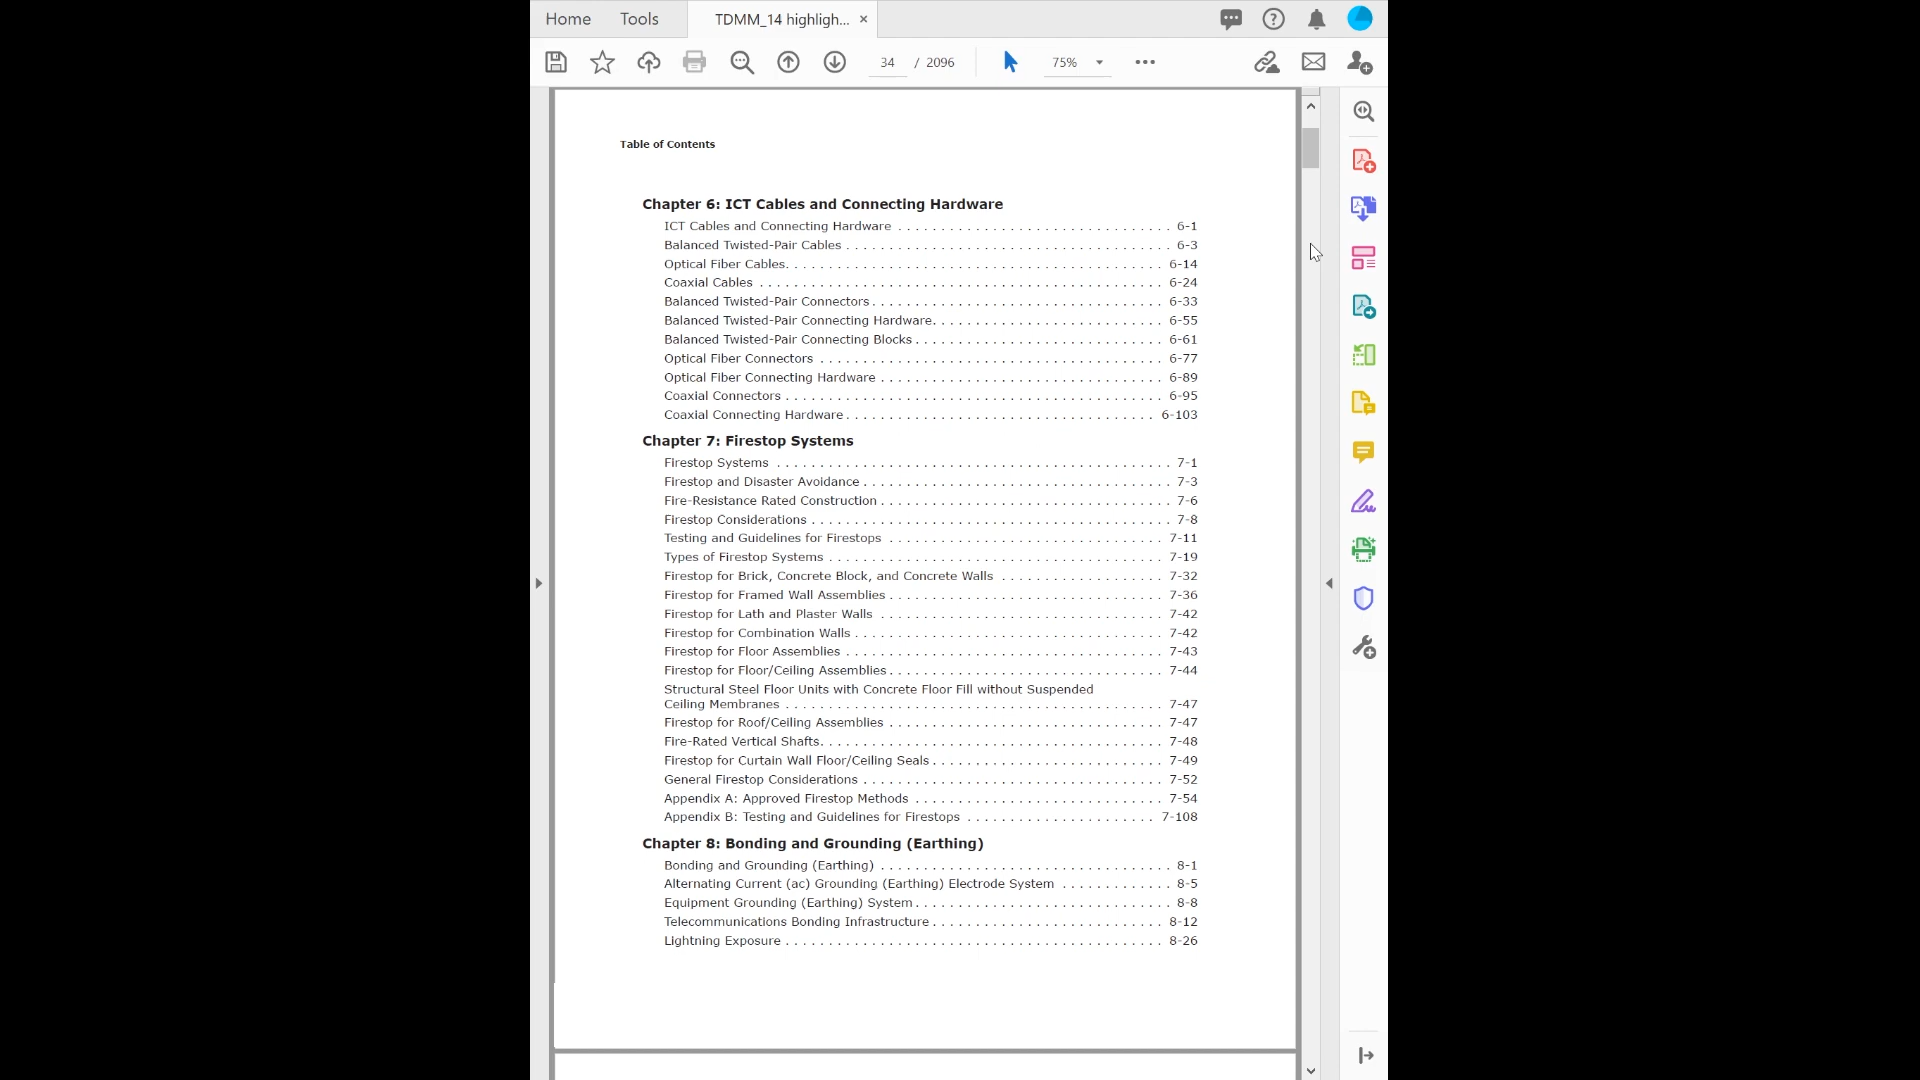 Home Tools TDMM_14 highligh... ×
34 / 2096 75%
Table of Contents
Chapter 6: ICT Cables and Connecting Hardware
ICT Cables and Connecting Hardware . . . . . . . . . . 6-1
Balanced Twisted-Pair Cables . . . . . . . . . . 6-3
Optical Fiber Cables. . . . . . . . . . . 6-14
Coaxial Cables . . . . . . . . . . 6-24
Balanced Twisted-Pair Connectors . . . . . . . . . . 6-33
Balanced Twisted-Pair Connecting Hardware. . . . . . . . . . . 6-55
Balanced Twisted-Pair Connecting Blocks . . . . . . . . . . 6-61
Optical Fiber Connectors . . . . . . . . . . 6-77
Optical Fiber Connecting Hardware . . . . . . . . . . 6-89
Coaxial Connectors . . . . . . . . . . 6-95
Coaxial Connecting Hardware . . . . . . . . . . 6-103
Chapter 7: Firestop Systems
Firestop Systems . . . . . . . . . . 7-1
Firestop and Disaster Avoidance . . . . . . . . . . 7-3
Fire-Resistance Rated Construction . . . . . . . . . . 7-6
Firestop Considerations . . . . . . . . . . 7-8
Testing and Guidelines for Firestops . . . . . . . . . . 7-11
Types of Firestop Systems . . . . . . . . . . 7-19
Firestop for Brick, Concrete Block, and Concrete Walls . . . . . . . . . . 7-32
Firestop for Framed Wall Assemblies . . . . . . . . . . 7-36
Firestop for Lath and Plaster Walls . . . . . . . . . . 7-42
Firestop for Combination Walls . . . . . . . . . . 7-42
Firestop for Floor Assemblies . . . . . . . . . . 7-43
Firestop for Floor/Ceiling Assemblies . . . . . . . . . . 7-44
Structural Steel Floor Units with Concrete Floor Fill without Suspended
Ceiling Membranes . . . . . . . . . . 7-47
Firestop for Roof/Ceiling Assemblies . . . . . . . . . . 7-47
Fire-Rated Vertical Shafts. . . . . . . . . . . 7-48
Firestop for Curtain Wall Floor/Ceiling Seals . . . . . . . . . . 7-49
General Firestop Considerations . . . . . . . . . . 7-52
Appendix A: Approved Firestop Methods . . . . . . . . . . 7-54
Appendix B: Testing and Guidelines for Firestops . . . . . . . . . . 7-108
Chapter 8: Bonding and Grounding (Earthing)
Bonding and Grounding (Earthing) . . . . . . . . . . 8-1
Alternating Current (ac) Grounding (Earthing) Electrode System . . . . . . . . . . 8-5
Equipment Grounding (Earthing) System . . . . . . . . . . 8-8
Telecommunications Bonding Infrastructure . . . . . . . . . . 8-12
Lightning Exposure . . . . . . . . . . 8-26